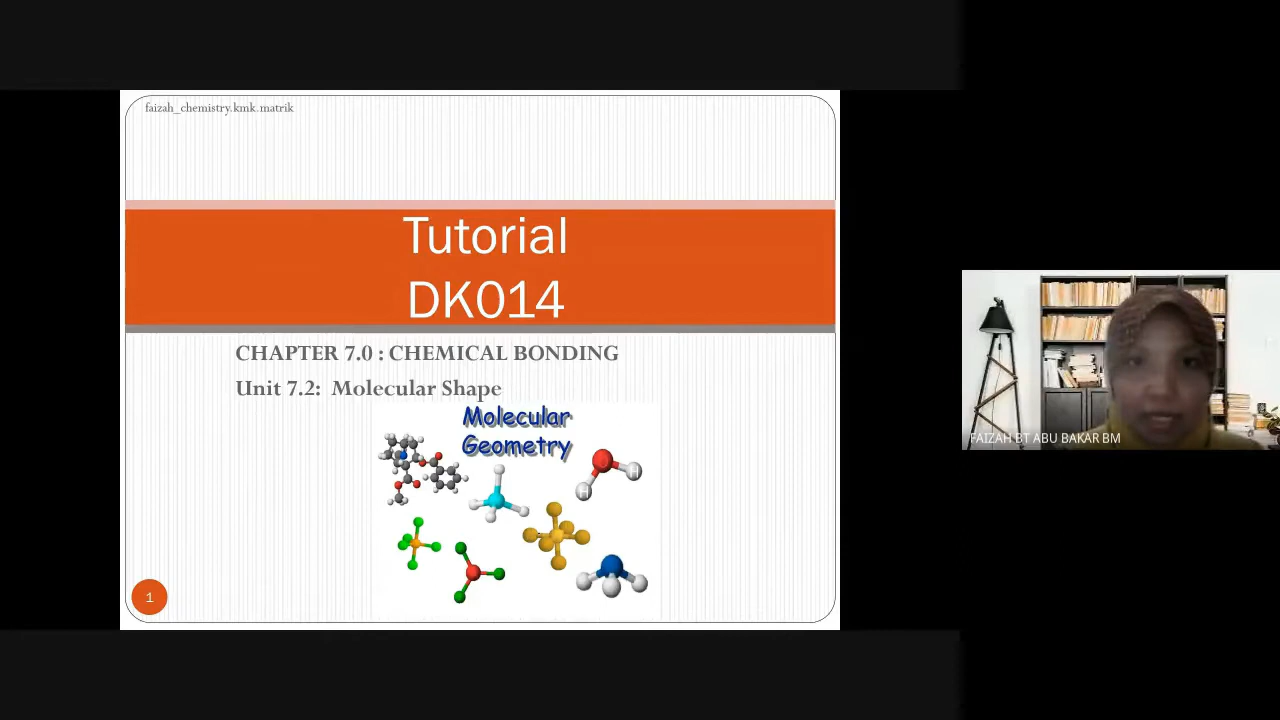 faizah_chemistry.kmk.matrik
Tutorial
DK014
CHAPTER 7.0 : CHEMICAL BONDING
Unit 7.2: Molecular Shape
Molecular
Geometry
H
H
1
FAIZAH BT ABU BAKAR BM